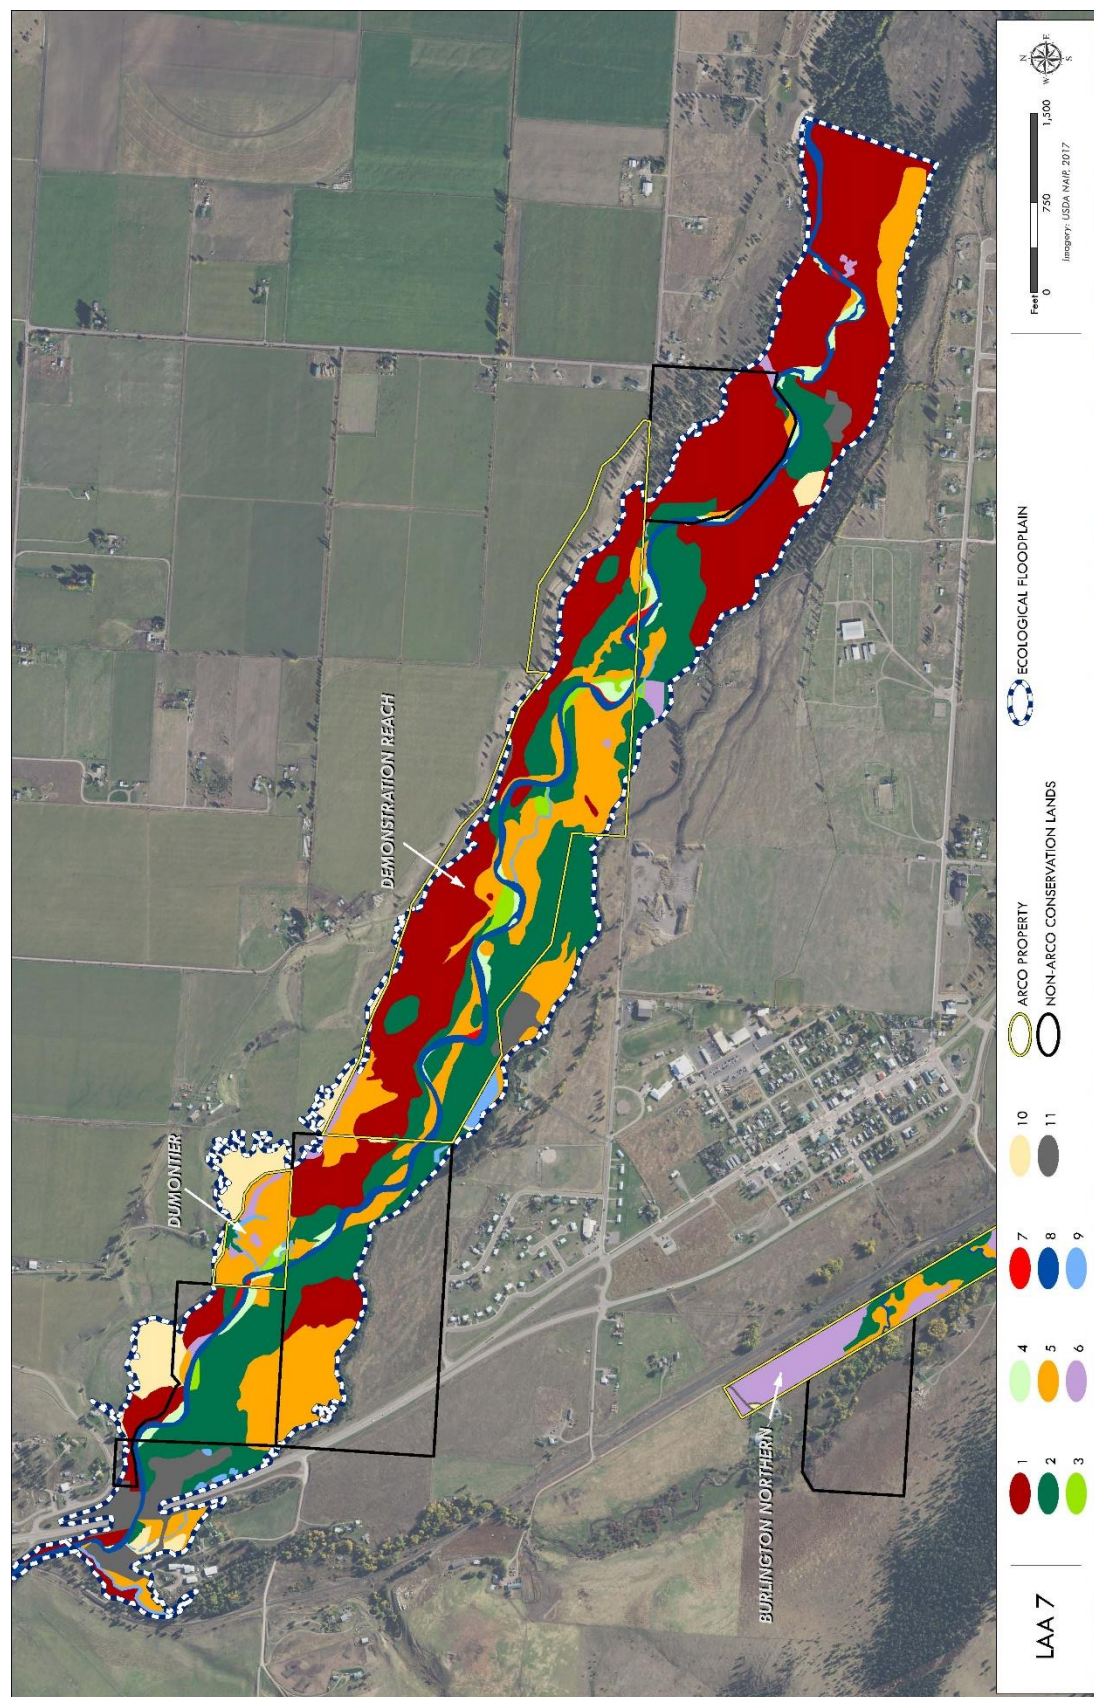 DEMONSTRATION REACH
DUMONTIER
BURLINGTON NORTHERN
LAA 7
1
2
3
4
5
6
7
8
9
10
11
ARCO PROPERTY
NON-ARCO CONSERVATION LANDS
ECOLOGICAL FLOODPLAIN
Feet
0 750 1,500
Imagery: USDA NAIP, 2017
N
E
S
W